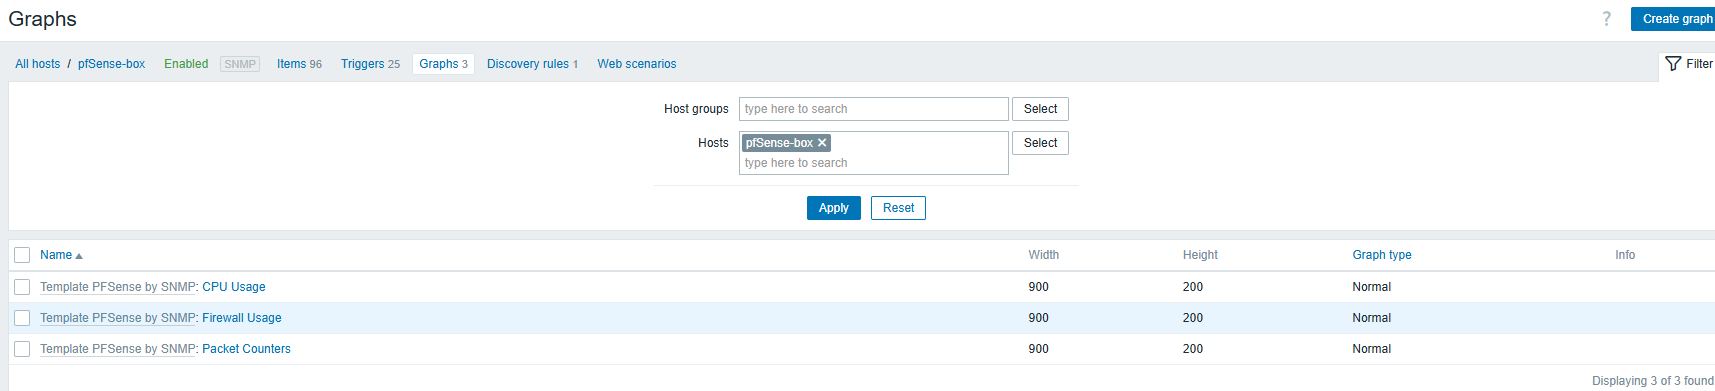 Graphs
? Create graph
All hosts / pfSense-box Enabled SNMP Items 96 Triggers 25 Graphs 3 Discovery rules 1 Web scenarios Filter
Host groups type here to search Select
Hosts pfSense-box × Select
type here to search
Apply Reset
Name ▲ Width Height Graph type Info
Template PFSense by SNMP: CPU Usage 900 200 Normal
Template PFSense by SNMP: Firewall Usage 900 200 Normal
Template PFSense by SNMP: Packet Counters 900 200 Normal
Displaying 3 of 3 found